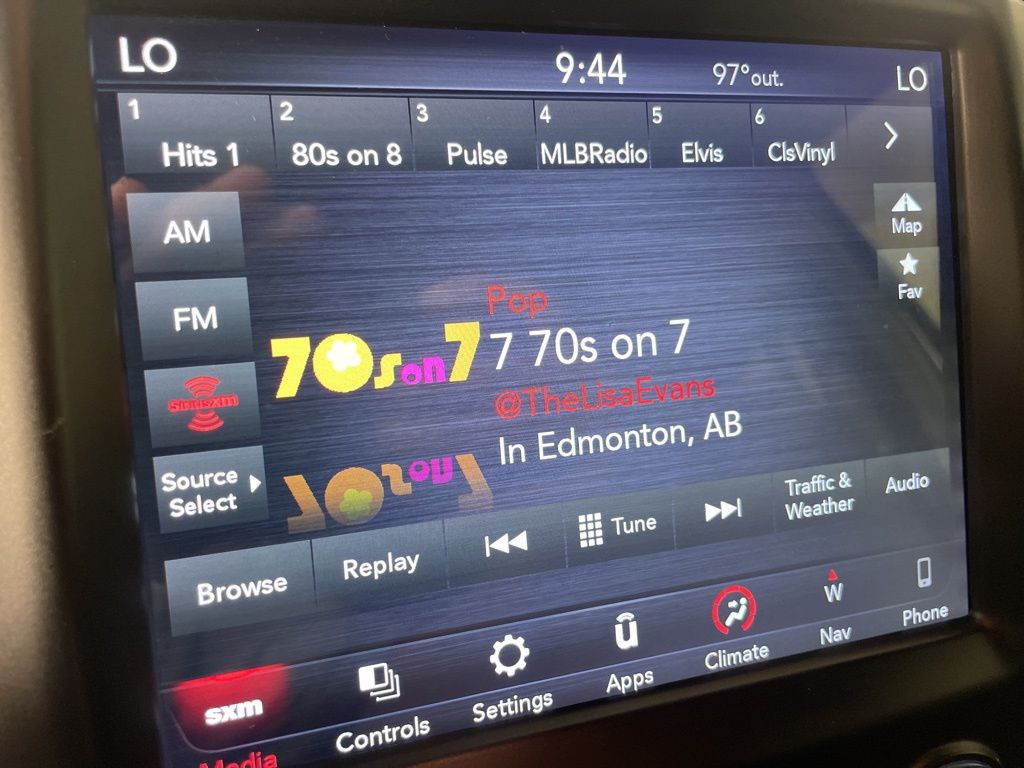 LO 9:44 97° out. LO
1 2 3 4 5 6
Hits 1 80s on 8 Pulse MLBRadio Elvis ClsVinyl
AM
Map
FM
Fav
Pop
70s on 7
7 70s on 7
SIRIUSXM
@TheLisaEvans
In Edmonton, AB
Source
Select
Browse Replay Tune Traffic &
Weather
Audio
sxm
Media
Controls
Settings
u
Apps
Climate
W
Nav
Phone